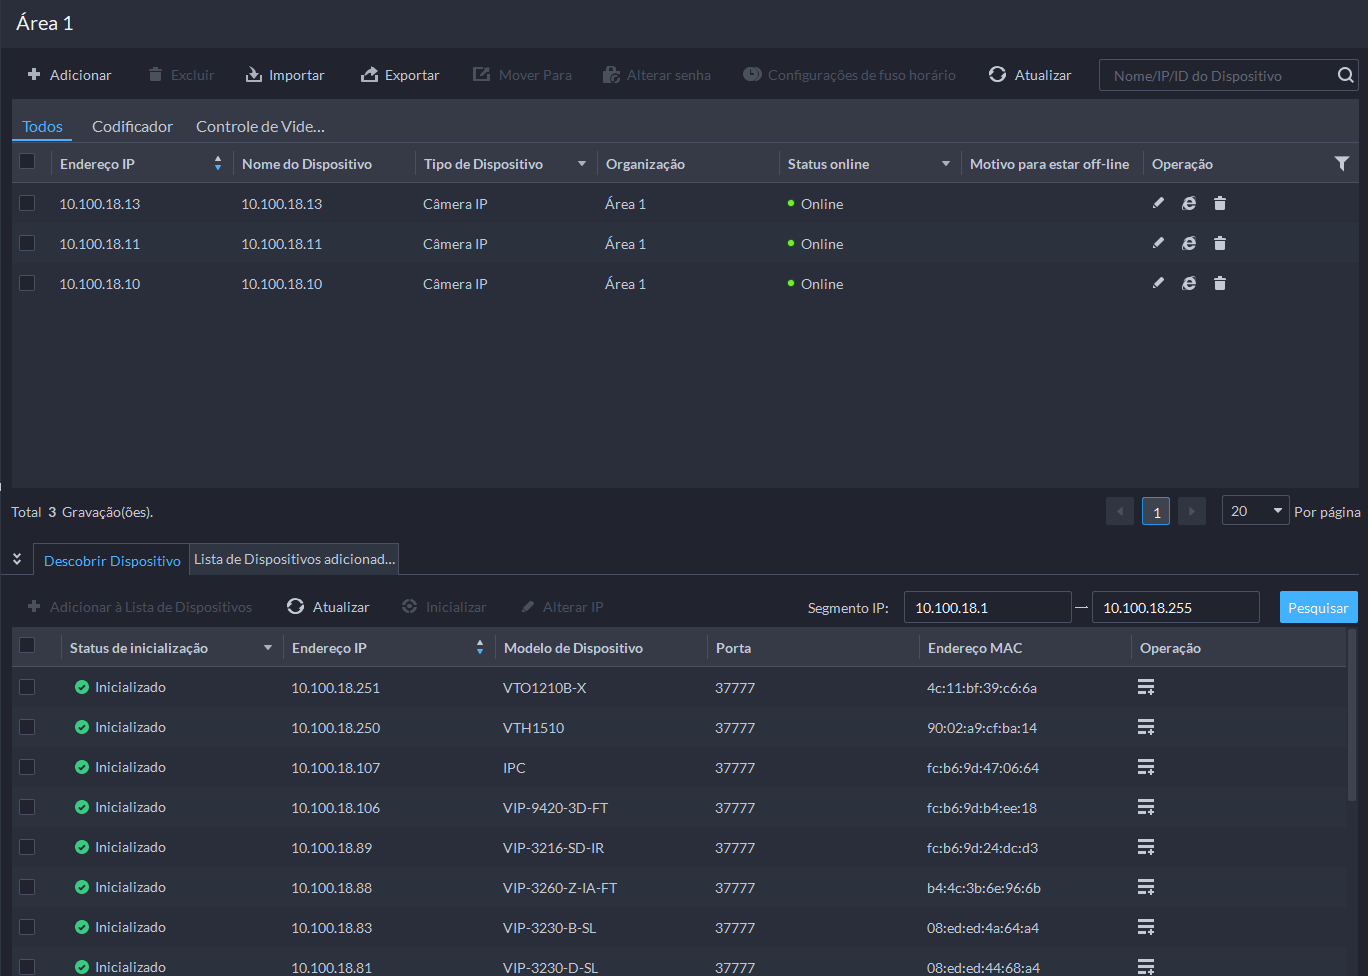 Área 1
Adicionar Excluir Importar Exportar Mover Para Alterar senha Configurações de fuso horário Atualizar Nome/IP/ID do Dispositivo
Todos Codificador Controle de Vide...
Endereço IP Nome do Dispositivo Tipo de Dispositivo Organização Status online Motivo para estar off-line Operação
10.100.18.13 10.100.18.13 Câmera IP Área 1 Online
10.100.18.11 10.100.18.11 Câmera IP Área 1 Online
10.100.18.10 10.100.18.10 Câmera IP Área 1 Online
Total 3 Gravação(ões). 1 20 Por página
Descobrir Dispositivo Lista de Dispositivos adicionad...
Adicionar à Lista de Dispositivos Atualizar Inicializar Alterar IP Segmento IP: 10.100.18.1 — 10.100.18.255 Pesquisar
Status de inicialização Endereço IP Modelo de Dispositivo Porta Endereço MAC Operação
Inicializado 10.100.18.251 VTO1210B-X 37777 4c:11:bf:39:c6:6a
Inicializado 10.100.18.250 VTH1510 37777 90:02:a9:cf:ba:14
Inicializado 10.100.18.107 IPC 37777 fc:b6:9d:47:06:64
Inicializado 10.100.18.106 VIP-9420-3D-FT 37777 fc:b6:9d:b4:ee:18
Inicializado 10.100.18.89 VIP-3216-SD-IR 37777 fc:b6:9d:24:dc:d3
Inicializado 10.100.18.88 VIP-3260-Z-IA-FT 37777 b4:4c:3b:6e:96:6b
Inicializado 10.100.18.83 VIP-3230-B-SL 37777 08:ed:ed:4a:64:a4
Inicializado 10.100.18.81 VIP-3230-D-SL 37777 08:ed:ed:44:68:a4